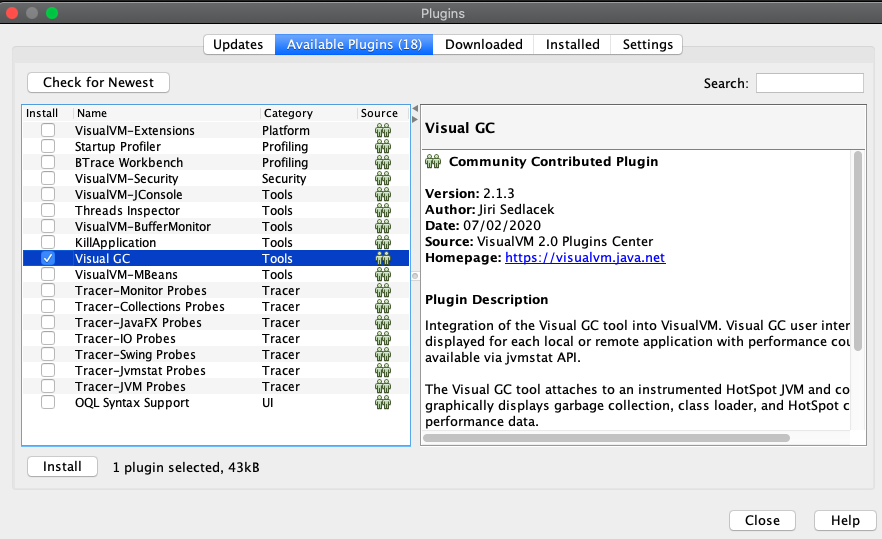 Plugins
Updates Available Plugins (18) Downloaded Installed Settings
Check for Newest Search:
Install Name Category Source
VisualVM-Extensions Platform
Startup Profiler Profiling
BTrace Workbench Profiling
VisualVM-Security Security
VisualVM-JConsole Tools
Threads Inspector Tools
VisualVM-BufferMonitor Tools
KillApplication Tools
Visual GC Tools
VisualVM-MBeans Tools
Tracer-Monitor Probes Tracer
Tracer-Collections Probes Tracer
Tracer-JavaFX Probes Tracer
Tracer-IO Probes Tracer
Tracer-Swing Probes Tracer
Tracer-Jvmstat Probes Tracer
Tracer-JVM Probes Tracer
OQL Syntax Support UI
Visual GC
Community Contributed Plugin
Version: 2.1.3
Author: Jiri Sedlacek
Date: 07/02/2020
Source: VisualVM 2.0 Plugins Center
Homepage: https://visualvm.java.net
Plugin Description
Integration of the Visual GC tool into VisualVM. Visual GC user inter
displayed for each local or remote application with performance cou
available via jvmstat API.
The Visual GC tool attaches to an instrumented HotSpot JVM and co
graphically displays garbage collection, class loader, and HotSpot c
performance data.
Install 1 plugin selected, 43kB
Close Help